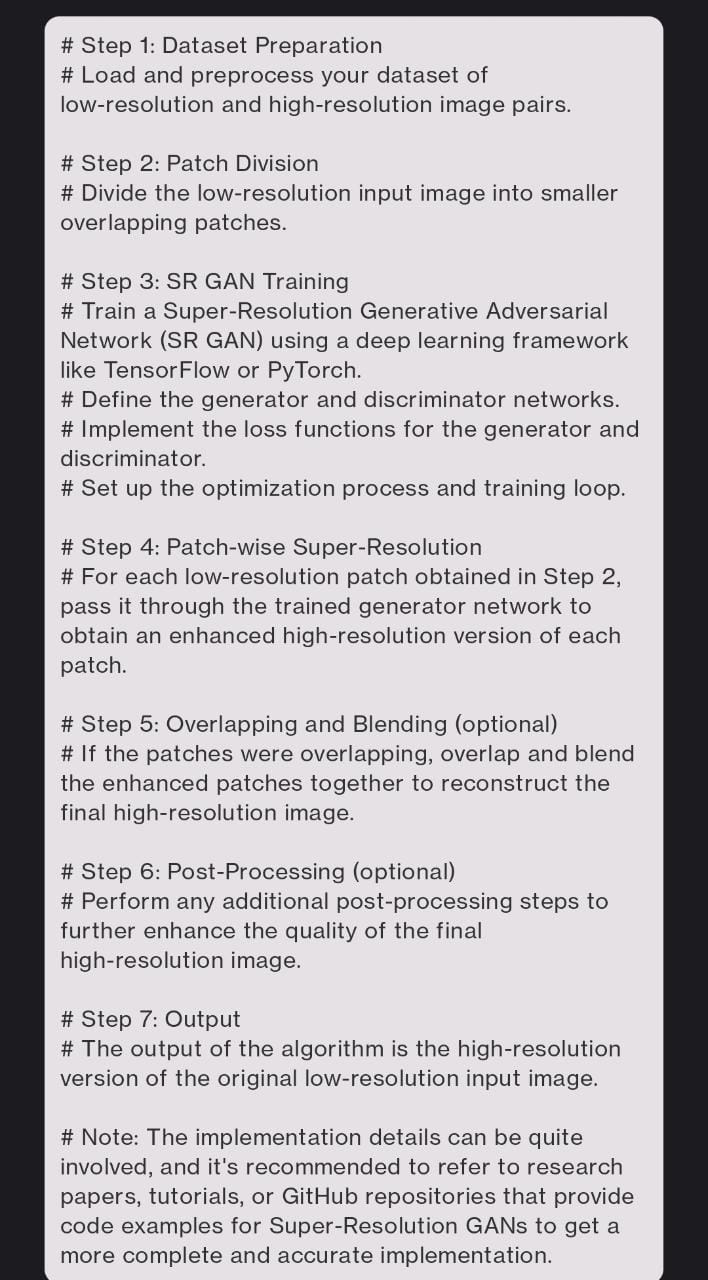 # Step 1: Dataset Preparation
# Load and preprocess your dataset of
low-resolution and high-resolution image pairs.
# Step 2: Patch Division
# Divide the low-resolution input image into smaller
overlapping patches.
# Step 3: SR GAN Training
# Train a Super-Resolution Generative Adversarial
Network (SR GAN) using a deep learning framework
like TensorFlow or PyTorch.
# Define the generator and discriminator networks.
# Implement the loss functions for the generator and
discriminator.
# Set up the optimization process and training loop.
# Step 4: Patch-wise Super-Resolution
# For each low-resolution patch obtained in Step 2,
pass it through the trained generator network to
obtain an enhanced high-resolution version of each
patch.
# Step 5: Overlapping and Blending (optional)
# If the patches were overlapping, overlap and blend
the enhanced patches together to reconstruct the
final high-resolution image.
# Step 6: Post-Processing (optional)
# Perform any additional post-processing steps to
further enhance the quality of the final
high-resolution image.
# Step 7: Output
# The output of the algorithm is the high-resolution
version of the original low-resolution input image.
# Note: The implementation details can be quite
involved, and it's recommended to refer to research
papers, tutorials, or GitHub repositories that provide
code examples for Super-Resolution GANs to get a
more complete and accurate implementation.